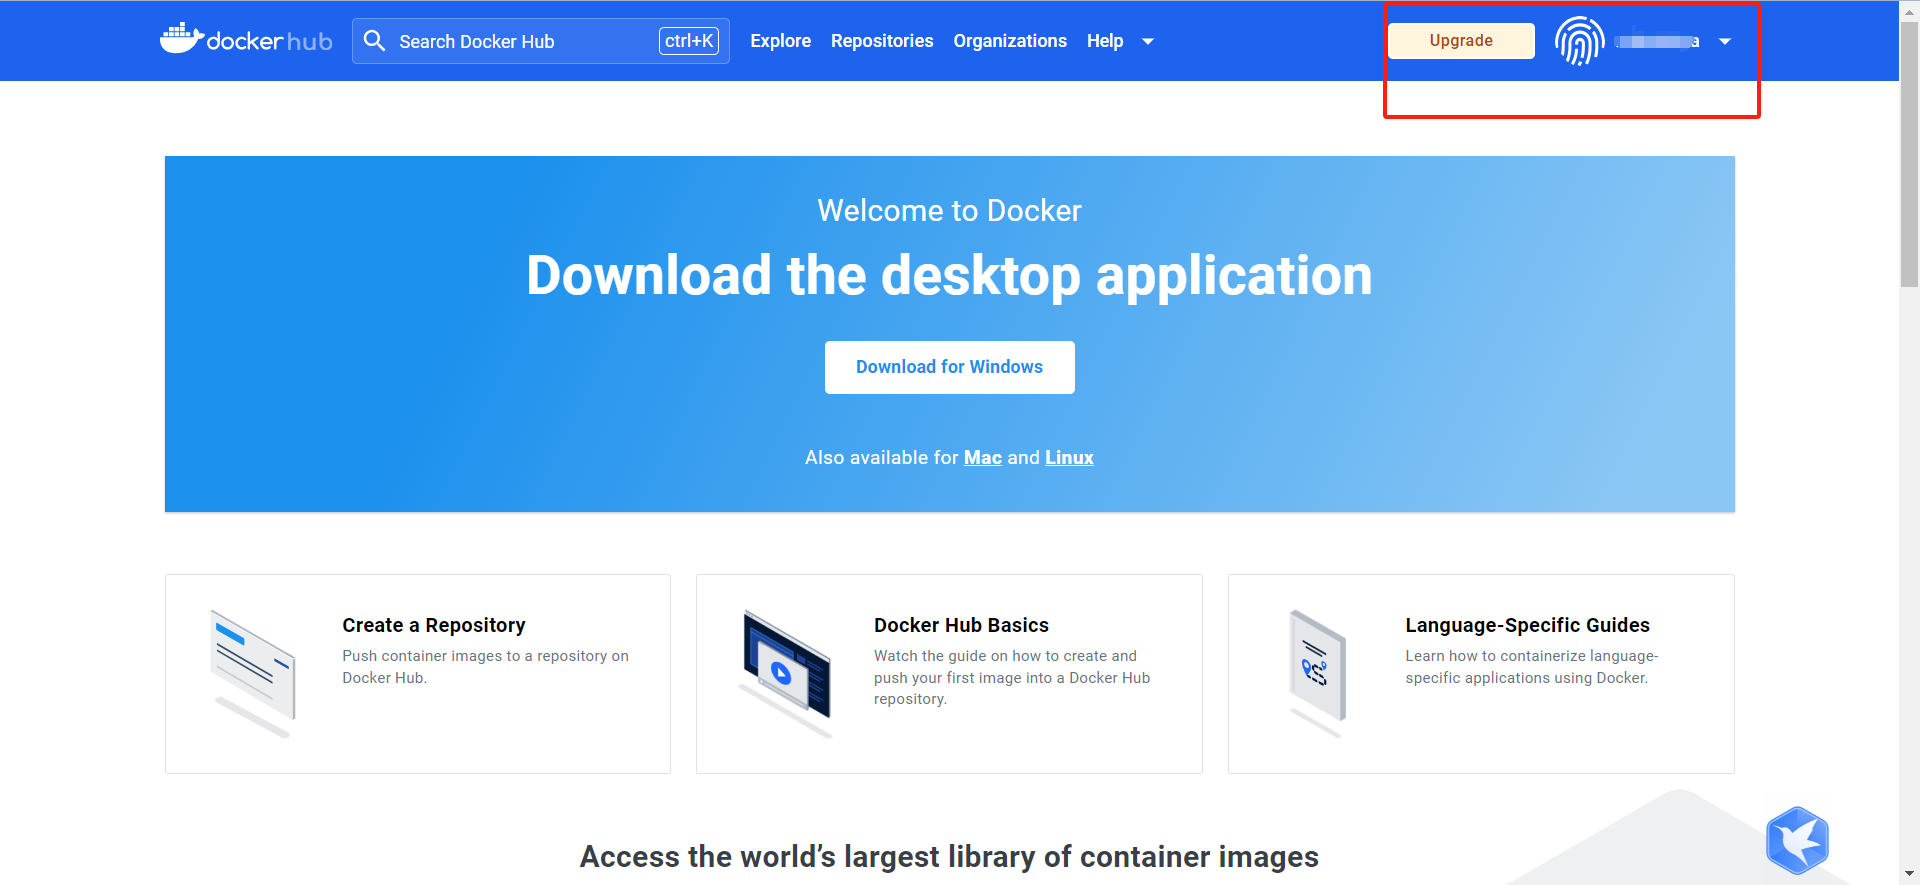 docker hub
Search Docker Hub
ctrl+K
Explore
Repositories
Organizations
Help
Upgrade
Welcome to Docker
Download the desktop application
Download for Windows
Also available for Mac and Linux
Create a Repository
Push container images to a repository on
Docker Hub.
Docker Hub Basics
Watch the guide on how to create and
push your first image into a Docker Hub
repository.
Language-Specific Guides
Learn how to containerize language-
specific applications using Docker.
Access the world’s largest library of container images